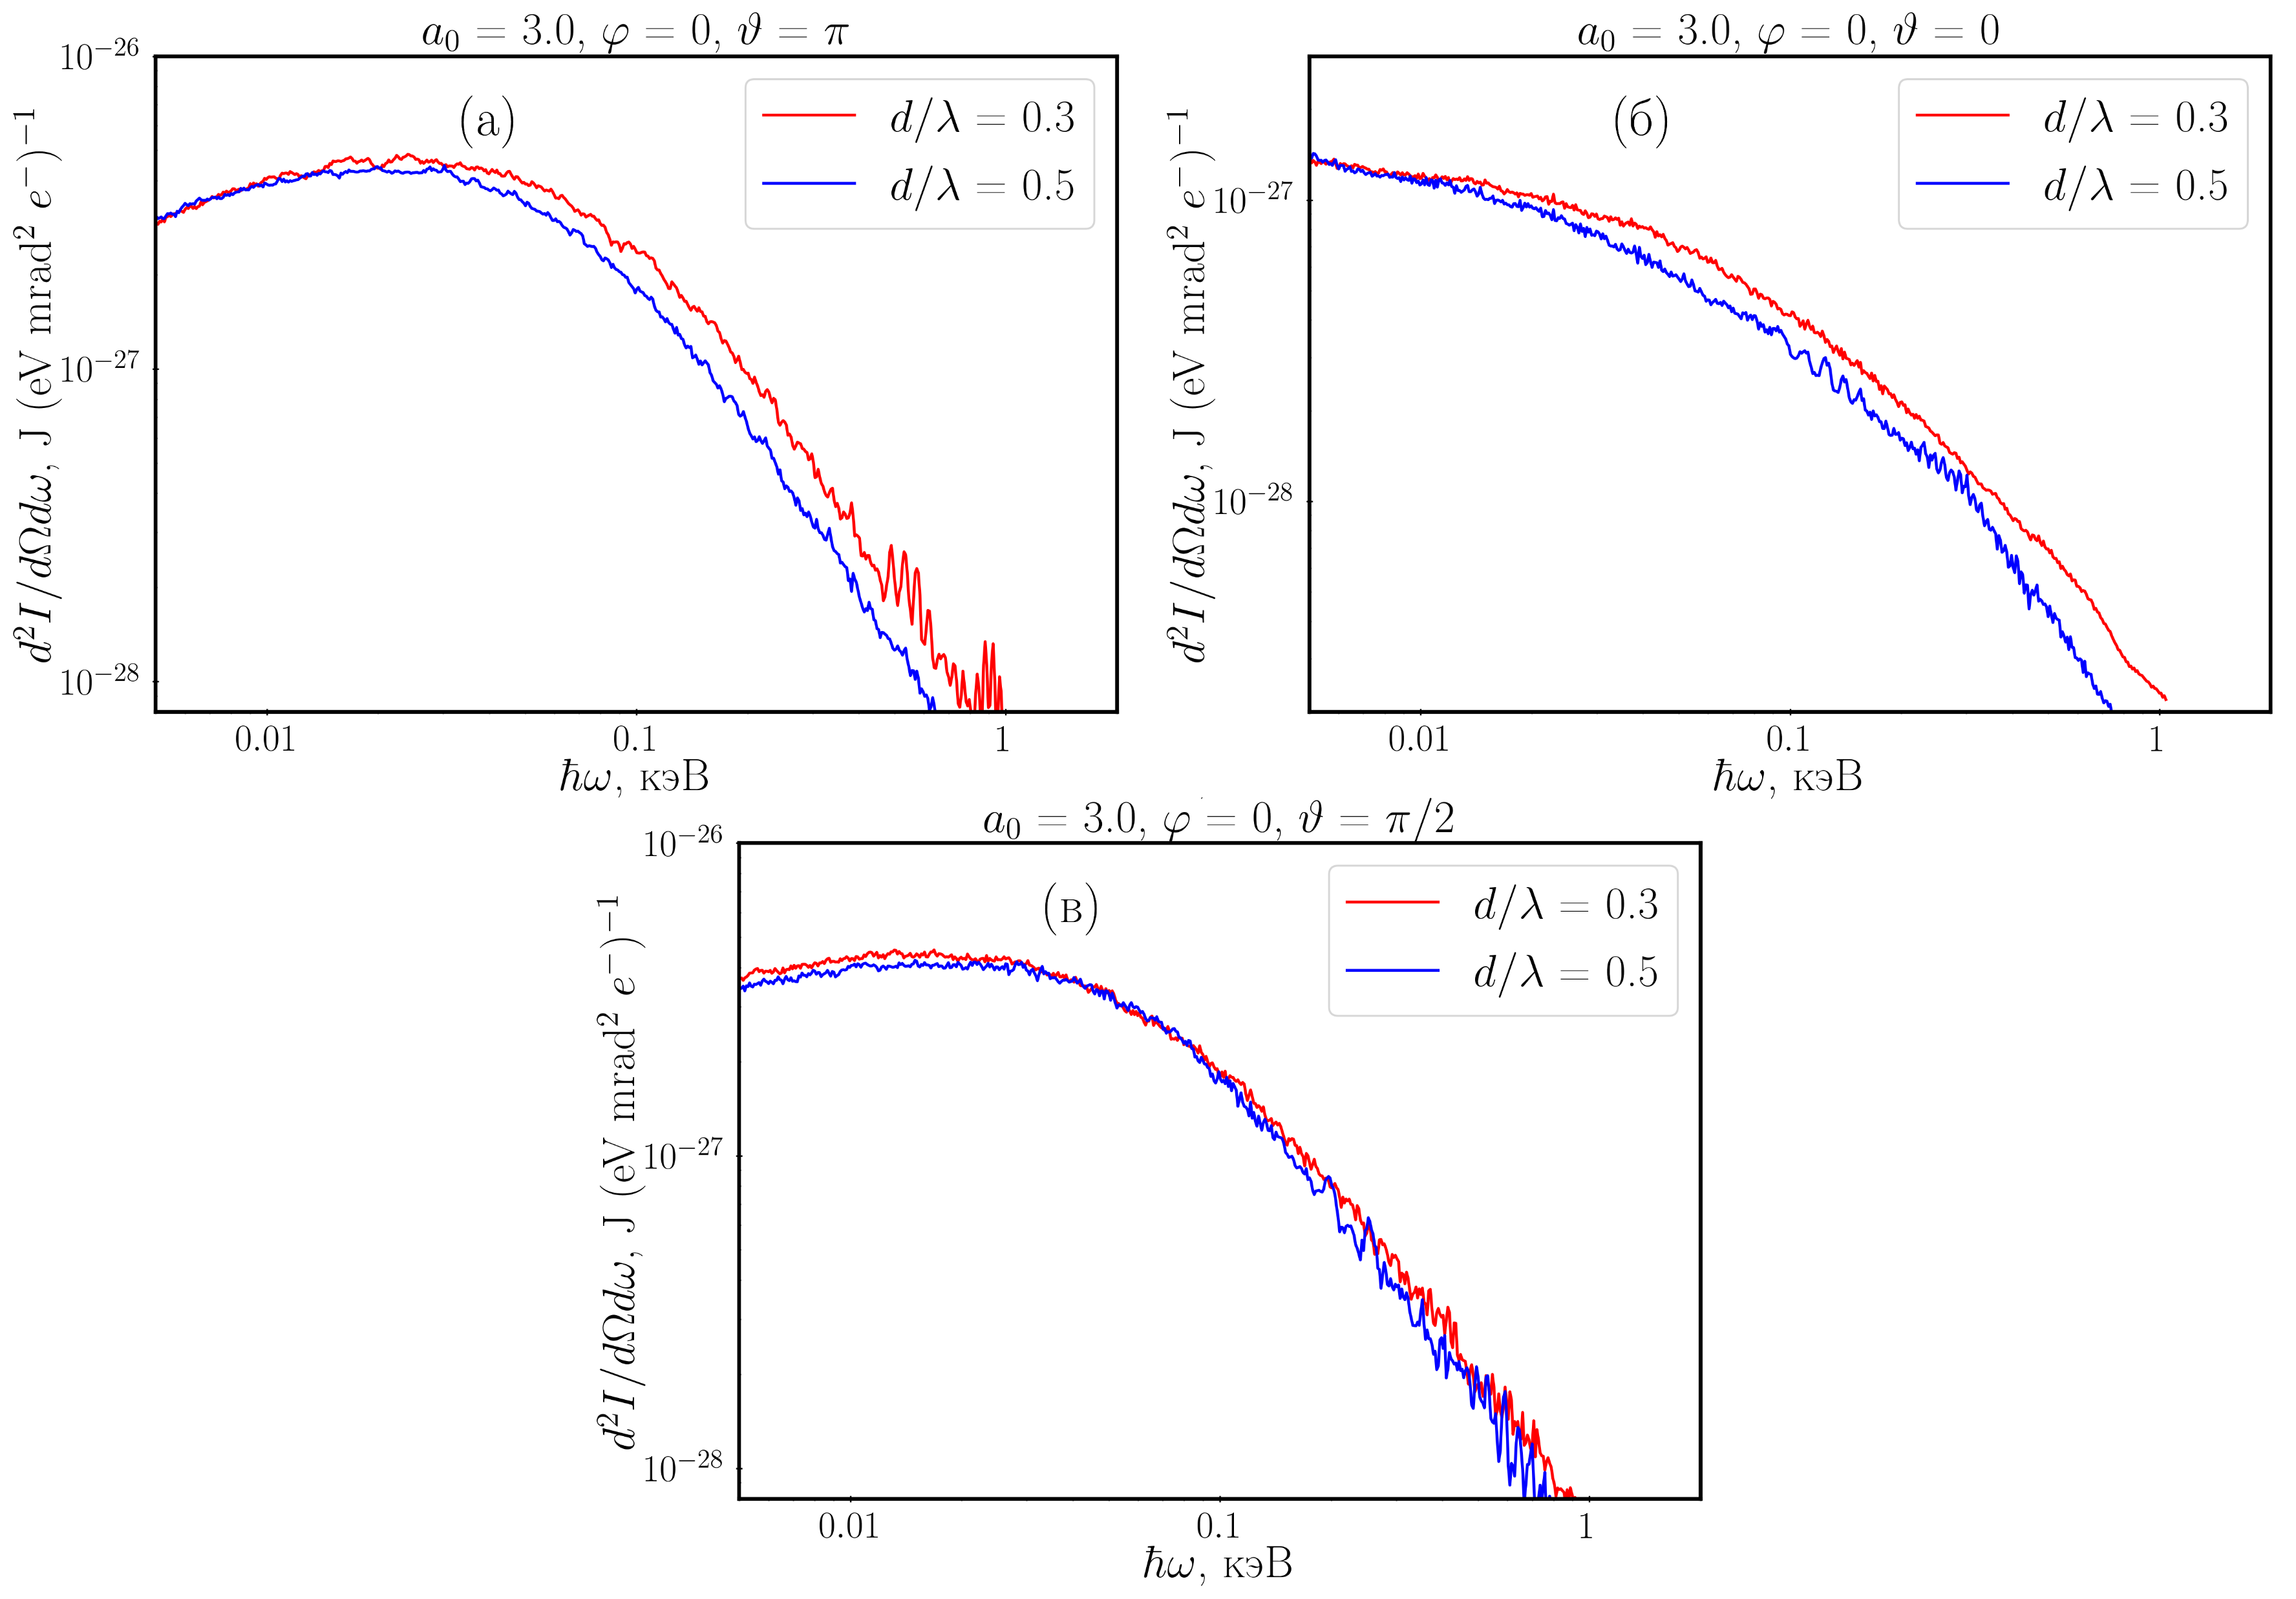 a₀ = 3.0, φ = 0, ϑ = π
(а)
d/λ = 0.3
d/λ = 0.5
10⁻²⁶
10⁻²⁷
10⁻²⁸
d²I/dΩdω, J (eV mrad² e⁻)⁻¹
0.01 0.1 1
ħω, кэВ
a₀ = 3.0, φ = 0, ϑ = 0
(б)
d/λ = 0.3
d/λ = 0.5
10⁻²⁷
10⁻²⁸
d²I/dΩdω, J (eV mrad² e⁻)⁻¹
0.01 0.1 1
ħω, кэВ
a₀ = 3.0, φ = 0, ϑ = π/2
(в)
d/λ = 0.3
d/λ = 0.5
10⁻²⁶
10⁻²⁷
10⁻²⁸
d²I/dΩdω, J (eV mrad² e⁻)⁻¹
0.01 0.1 1
ħω, кэВ